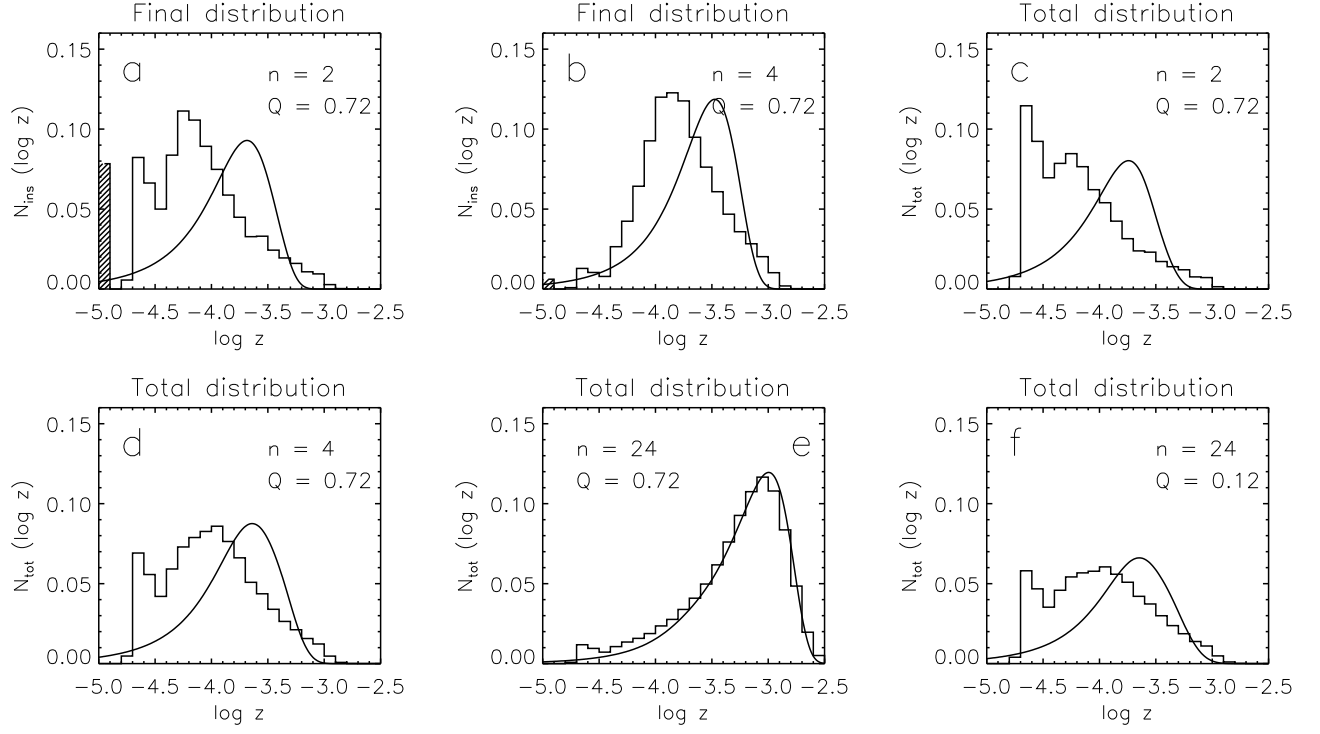 Final distribution
a
n = 2
Q = 0.72
N_ins (log z)
0.15
0.10
0.05
0.00
−5.0 −4.5 −4.0 −3.5 −3.0 −2.5
log z
Final distribution
b
n = 4
Q = 0.72
N_ins (log z)
0.15
0.10
0.05
0.00
−5.0 −4.5 −4.0 −3.5 −3.0 −2.5
log z
Total distribution
c
n = 2
Q = 0.72
N_tot (log z)
0.15
0.10
0.05
0.00
−5.0 −4.5 −4.0 −3.5 −3.0 −2.5
log z
Total distribution
d
n = 4
Q = 0.72
N_tot (log z)
0.15
0.10
0.05
0.00
−5.0 −4.5 −4.0 −3.5 −3.0 −2.5
log z
Total distribution
n = 24
e
Q = 0.72
N_tot (log z)
0.15
0.10
0.05
0.00
−5.0 −4.5 −4.0 −3.5 −3.0 −2.5
log z
Total distribution
f
n = 24
Q = 0.12
N_tot (log z)
0.15
0.10
0.05
0.00
−5.0 −4.5 −4.0 −3.5 −3.0 −2.5
log z